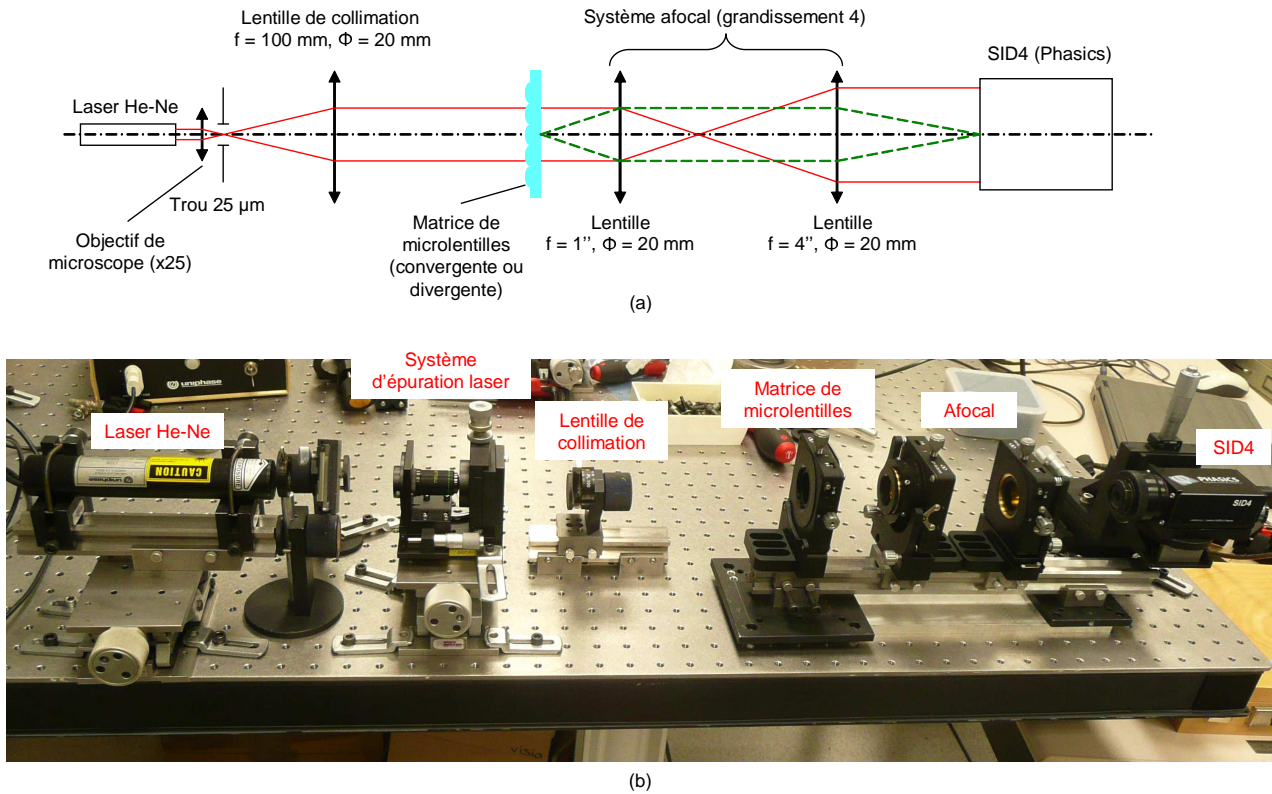 Lentille de collimation
f = 100 mm, Φ = 20 mm
Système afocal (grandissement 4)
SID4 (Phasics)
Laser He-Ne
Trou 25 µm
Objectif de
microscope (x25)
Matrice de
microlentilles
(convergente ou
divergente)
Lentille
f = 1’’, Φ = 20 mm
Lentille
f = 4’’, Φ = 20 mm
(a)
uniphase
Système
d’épuration laser
Laser He-Ne
Lentille de
collimation
Matrice de
microlentilles
Afocal
SID4
CAUTION
uniphase
PHASICS
SID4
(b)